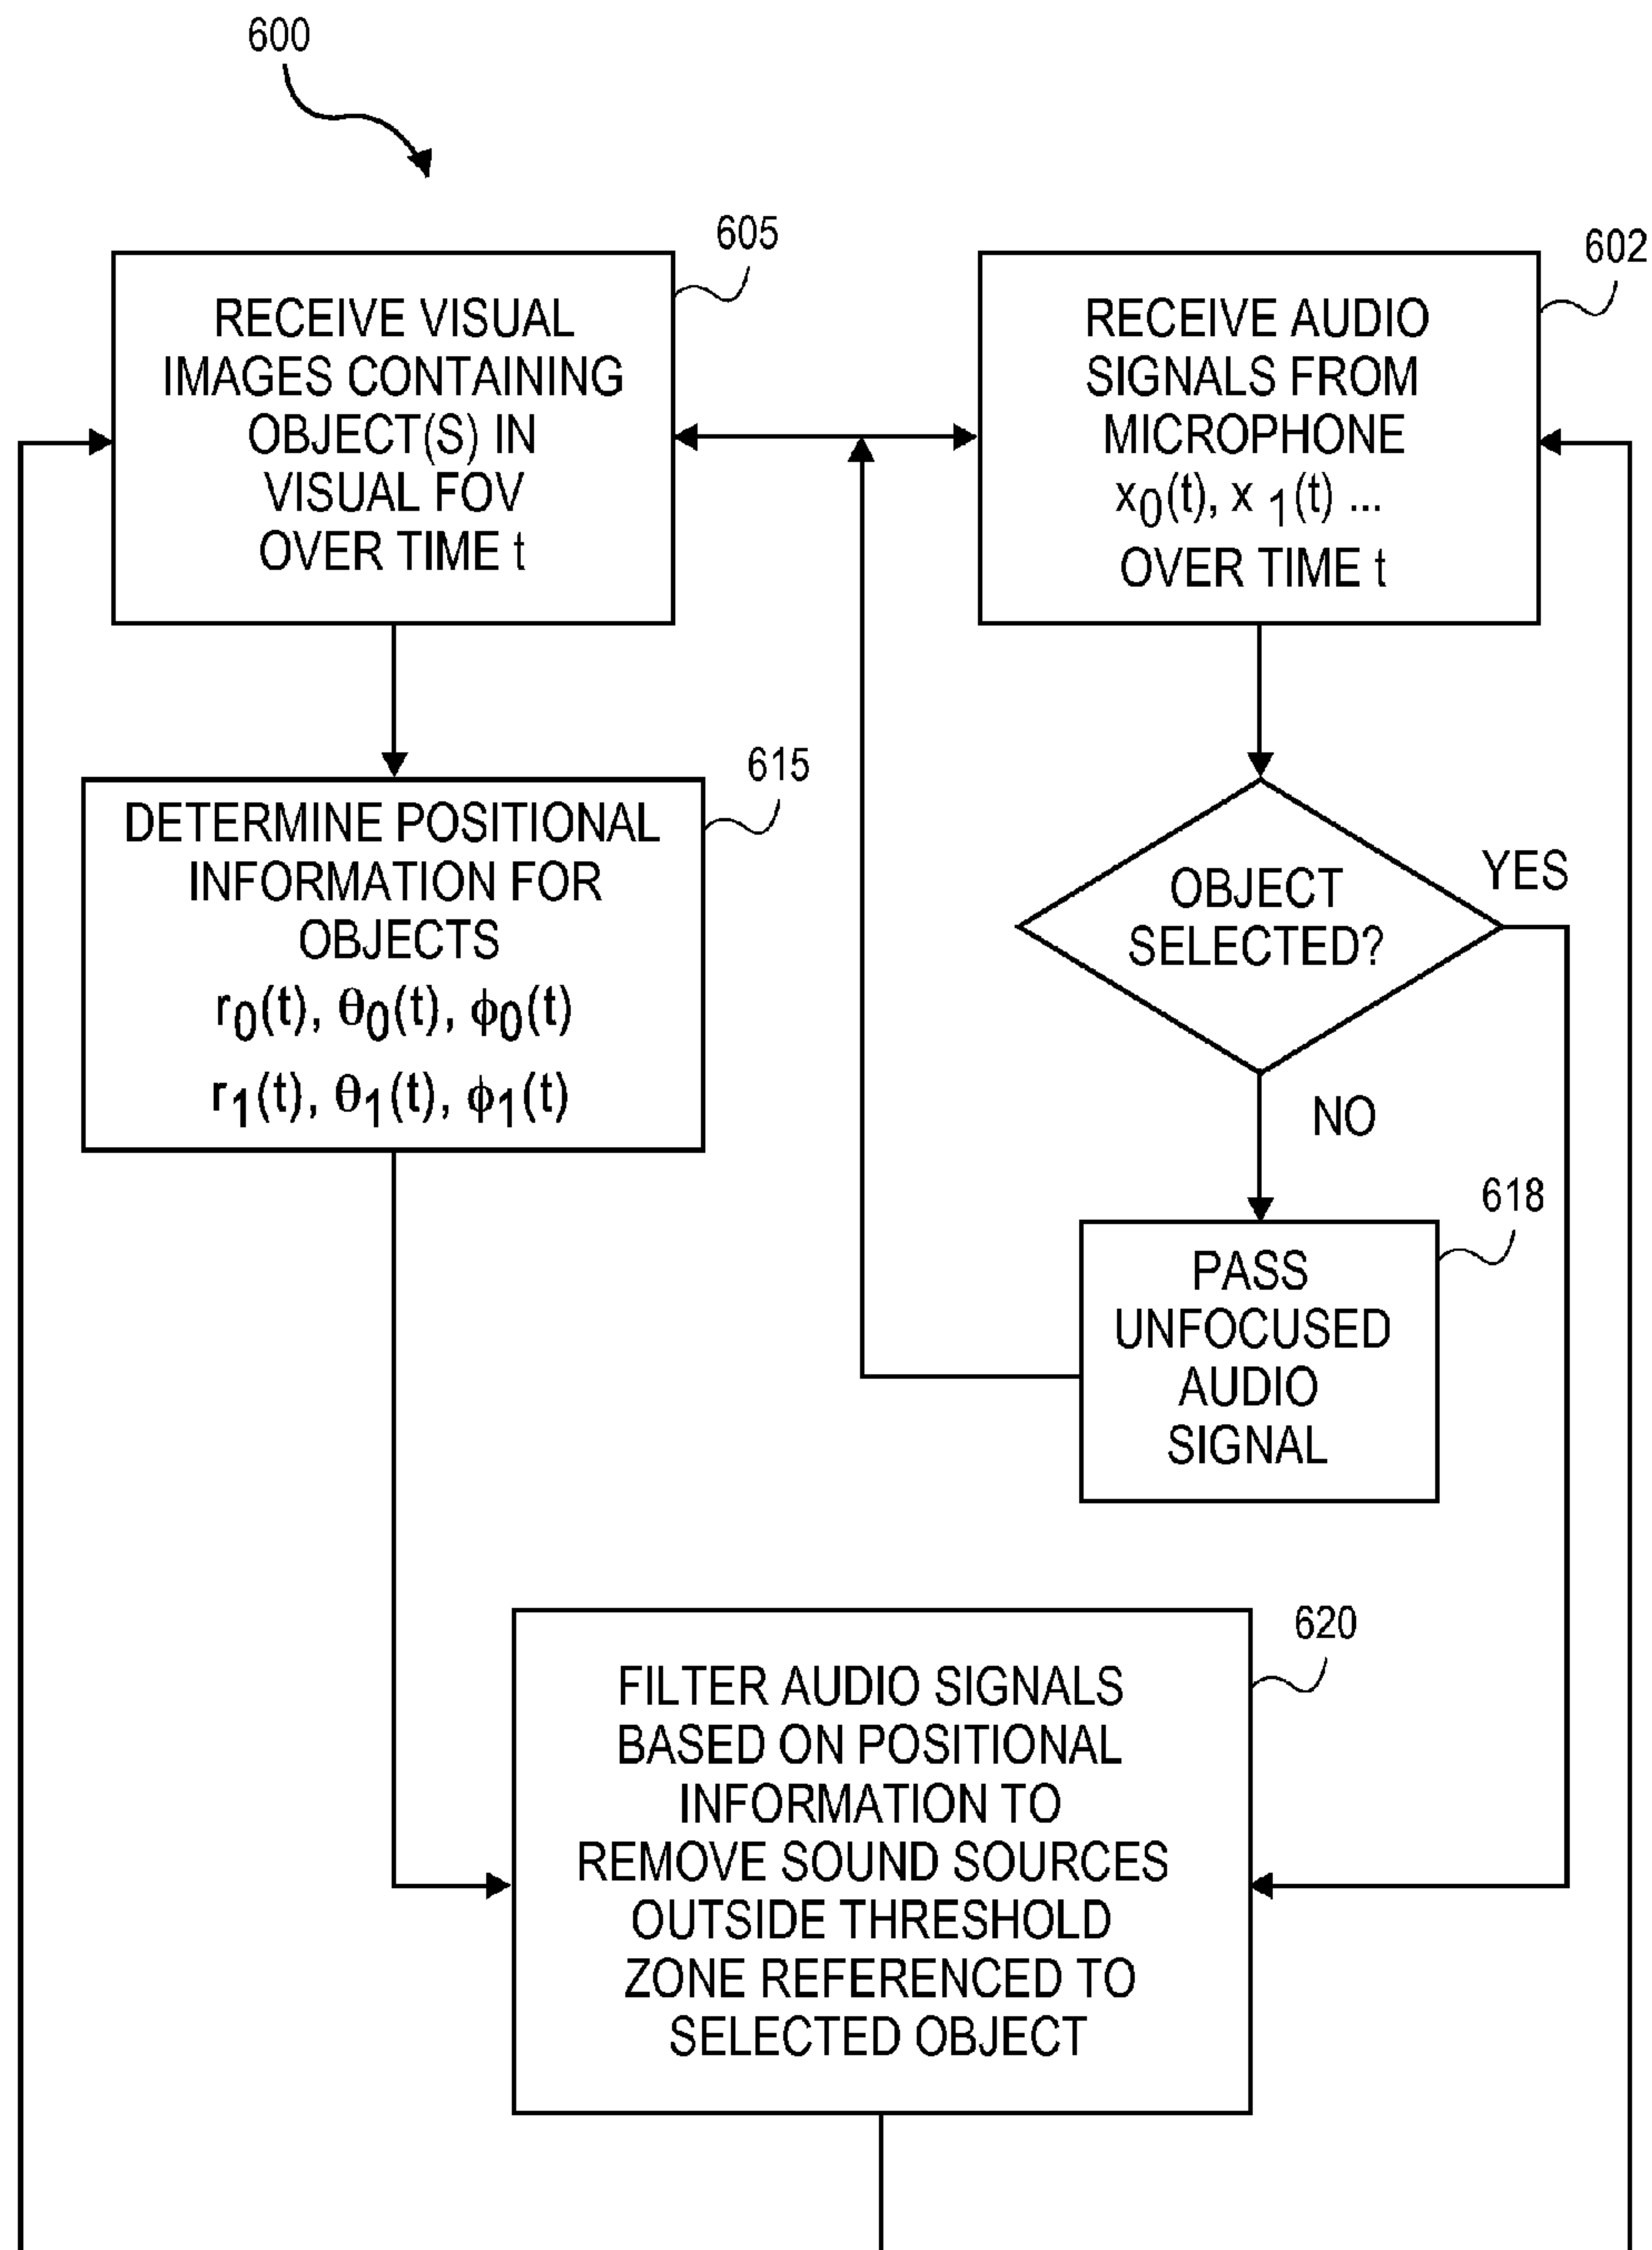 600
605
RECEIVE VISUAL
IMAGES CONTAINING
OBJECT(S) IN
VISUAL FOV
OVER TIME t
602
RECEIVE AUDIO
SIGNALS FROM
MICROPHONE
x0(t), x 1(t) ...
OVER TIME t
615
DETERMINE POSITIONAL
INFORMATION FOR
OBJECTS
r0(t), θ0(t), ϕ0(t)
r1(t), θ1(t), ϕ1(t)
OBJECT
SELECTED?
YES
NO
618
PASS
UNFOCUSED
AUDIO
SIGNAL
620
FILTER AUDIO SIGNALS
BASED ON POSITIONAL
INFORMATION TO
REMOVE SOUND SOURCES
OUTSIDE THRESHOLD
ZONE REFERENCED TO
SELECTED OBJECT